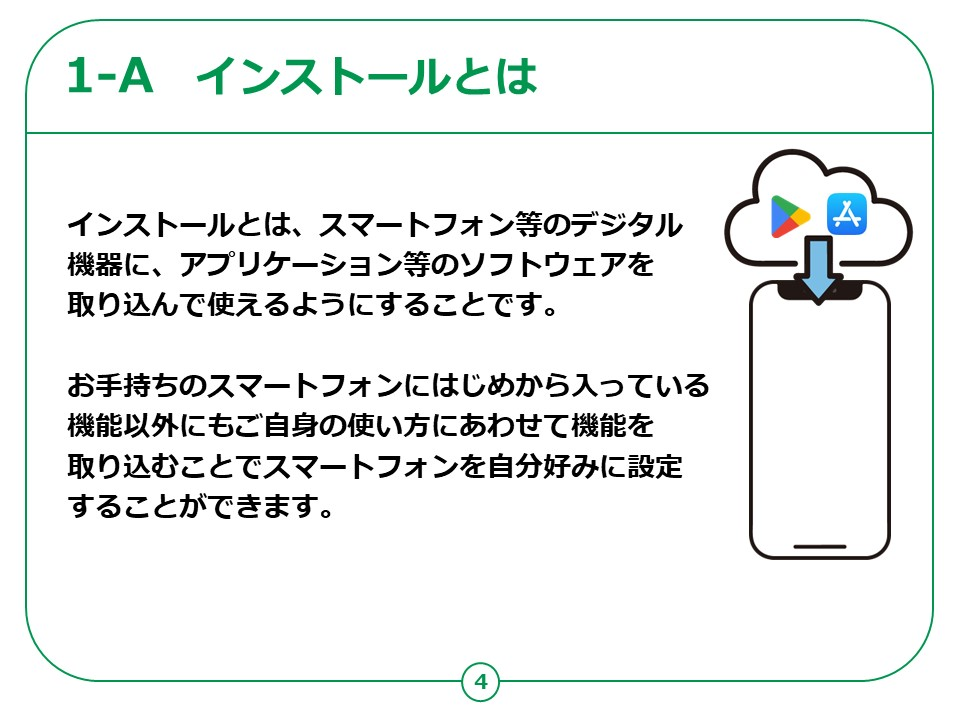 1-A　インストールとは
インストールとは、スマートフォン等のデジタル
機器に、アプリケーション等のソフトウェアを
取り込んで使えるようにすることです。
お手持ちのスマートフォンにはじめから入っている
機能以外にもご自身の使い方にあわせて機能を
取り込むことでスマートフォンを自分好みに設定
することができます。
4